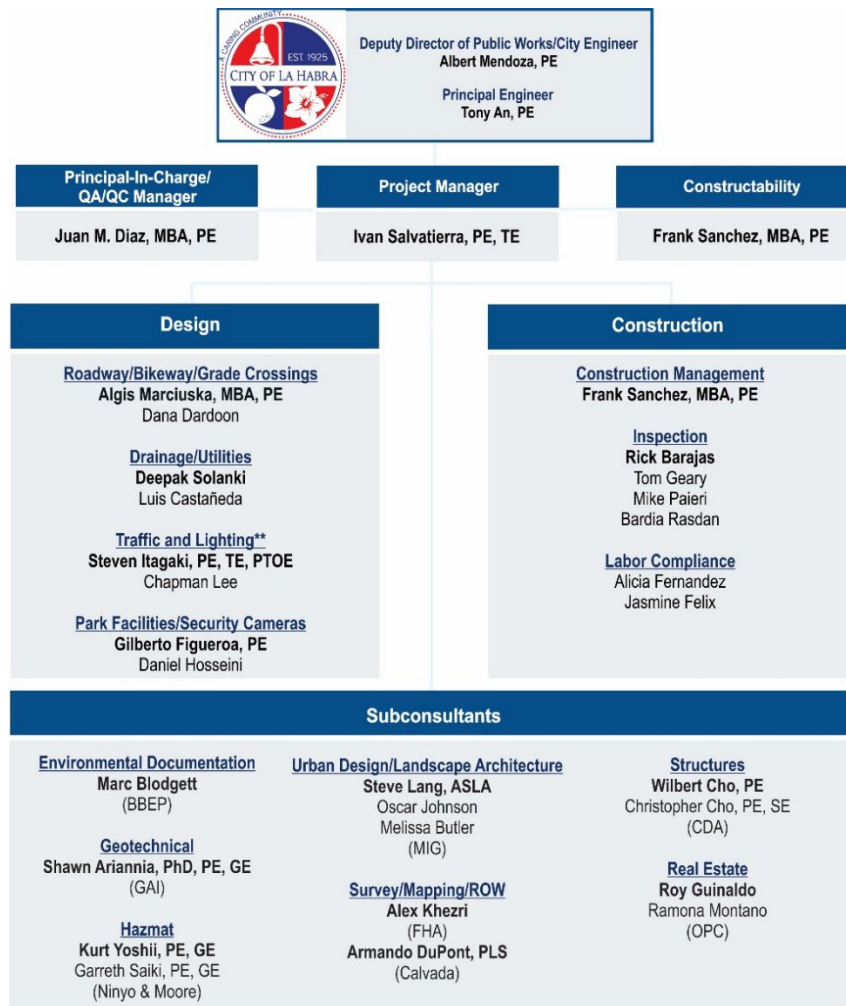 A CARING COMMUNITY
EST. 1925
CITY OF LA HABRA
Deputy Director of Public Works/City Engineer
Albert Mendoza, PE
Principal Engineer
Tony An, PE
Principal-In-Charge/
QA/QC Manager
Juan M. Diaz, MBA, PE
Project Manager
Ivan Salvatierra, PE, TE
Constructability
Frank Sanchez, MBA, PE
Design
Roadway/Bikeway/Grade Crossings
Algis Marciuska, MBA, PE
Dana Dardoon
Drainage/Utilities
Deepak Solanki
Luis Castañeda
Traffic and Lighting**
Steven Itagaki, PE, TE, PTOE
Chapman Lee
Park Facilities/Security Cameras
Gilberto Figueroa, PE
Daniel Hosseini
Construction
Construction Management
Frank Sanchez, MBA, PE
Inspection
Rick Barajas
Tom Geary
Mike Paieri
Bardia Rasdan
Labor Compliance
Alicia Fernandez
Jasmine Felix
Subconsultants
Environmental Documentation
Marc Blodgett
(BBEP)
Geotechnical
Shawn Ariannia, PhD, PE, GE
(GAI)
Hazmat
Kurt Yoshii, PE, GE
Garreth Saiki, PE, GE
(Ninyo & Moore)
Urban Design/Landscape Architecture
Steve Lang, ASLA
Oscar Johnson
Melissa Butler
(MIG)
Survey/Mapping/ROW
Alex Khezri
(FHA)
Armando DuPont, PLS
(Calvada)
Structures
Wilbert Cho, PE
Christopher Cho, PE, SE
(CDA)
Real Estate
Roy Guinaldo
Ramona Montano
(OPC)